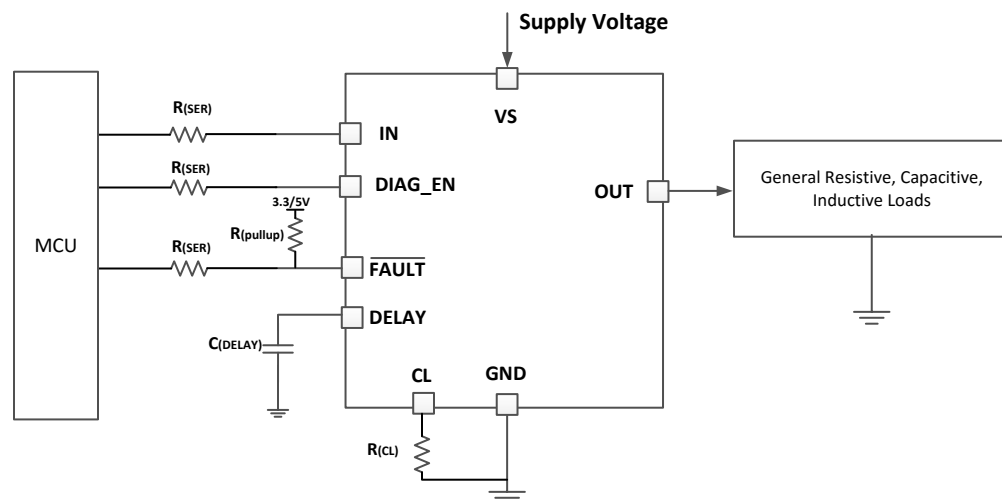 Supply Voltage
VS
MCU
R(SER)
IN
R(SER)
DIAG_EN
3.3/5V
R(pullup)
R(SER)
FAULT
DELAY
C(DELAY)
CL
GND
R(CL)
OUT
General Resistive, Capacitive,
Inductive Loads